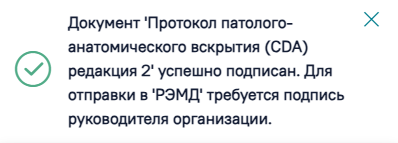 Документ 'Протокол патолого-
анатомического вскрытия (CDA)
редакция 2' успешно подписан. Для
отправки в 'РЭМД' требуется подпись
руководителя организации.